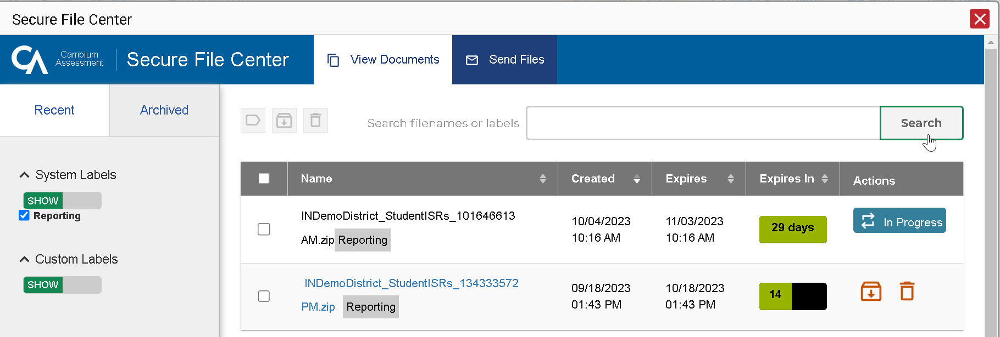 Secure File Center
Cambium
Assessment
Secure File Center
View Documents
Send Files
Recent
Archived
Search filenames or labels
Search
System Labels
SHOW
Reporting
Custom Labels
SHOW
Name
Created
Expires
Expires In
Actions
INDemoDistrict_StudentISRs_101646613
AM.zip Reporting
10/04/2023
10:16 AM
11/03/2023
10:16 AM
29 days
In Progress
INDemoDistrict_StudentISRs_134333572
PM.zip Reporting
09/18/2023
01:43 PM
10/18/2023
01:43 PM
14